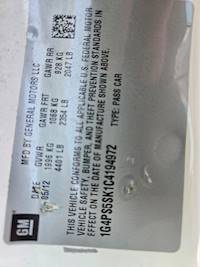 MFD BY GENERAL MOTORS LLC
DATE GVWR GAWR FRT GAWR RR
05/12 1996 KG 1068 KG 928 KG
4401 LB 2354 LB
THIS VEHICLE CONFORMS TO ALL APPLICABLE U.S. FEDERAL MOTOR
VEHICLE SAFETY, BUMPER, AND THEFT PREVENTION STANDARDS IN
EFFECT ON THE DATE OF MANUFACTURE SHOWN ABOVE.
1G4PS5SK1C4194972 TYPE: PASS CAR
GM